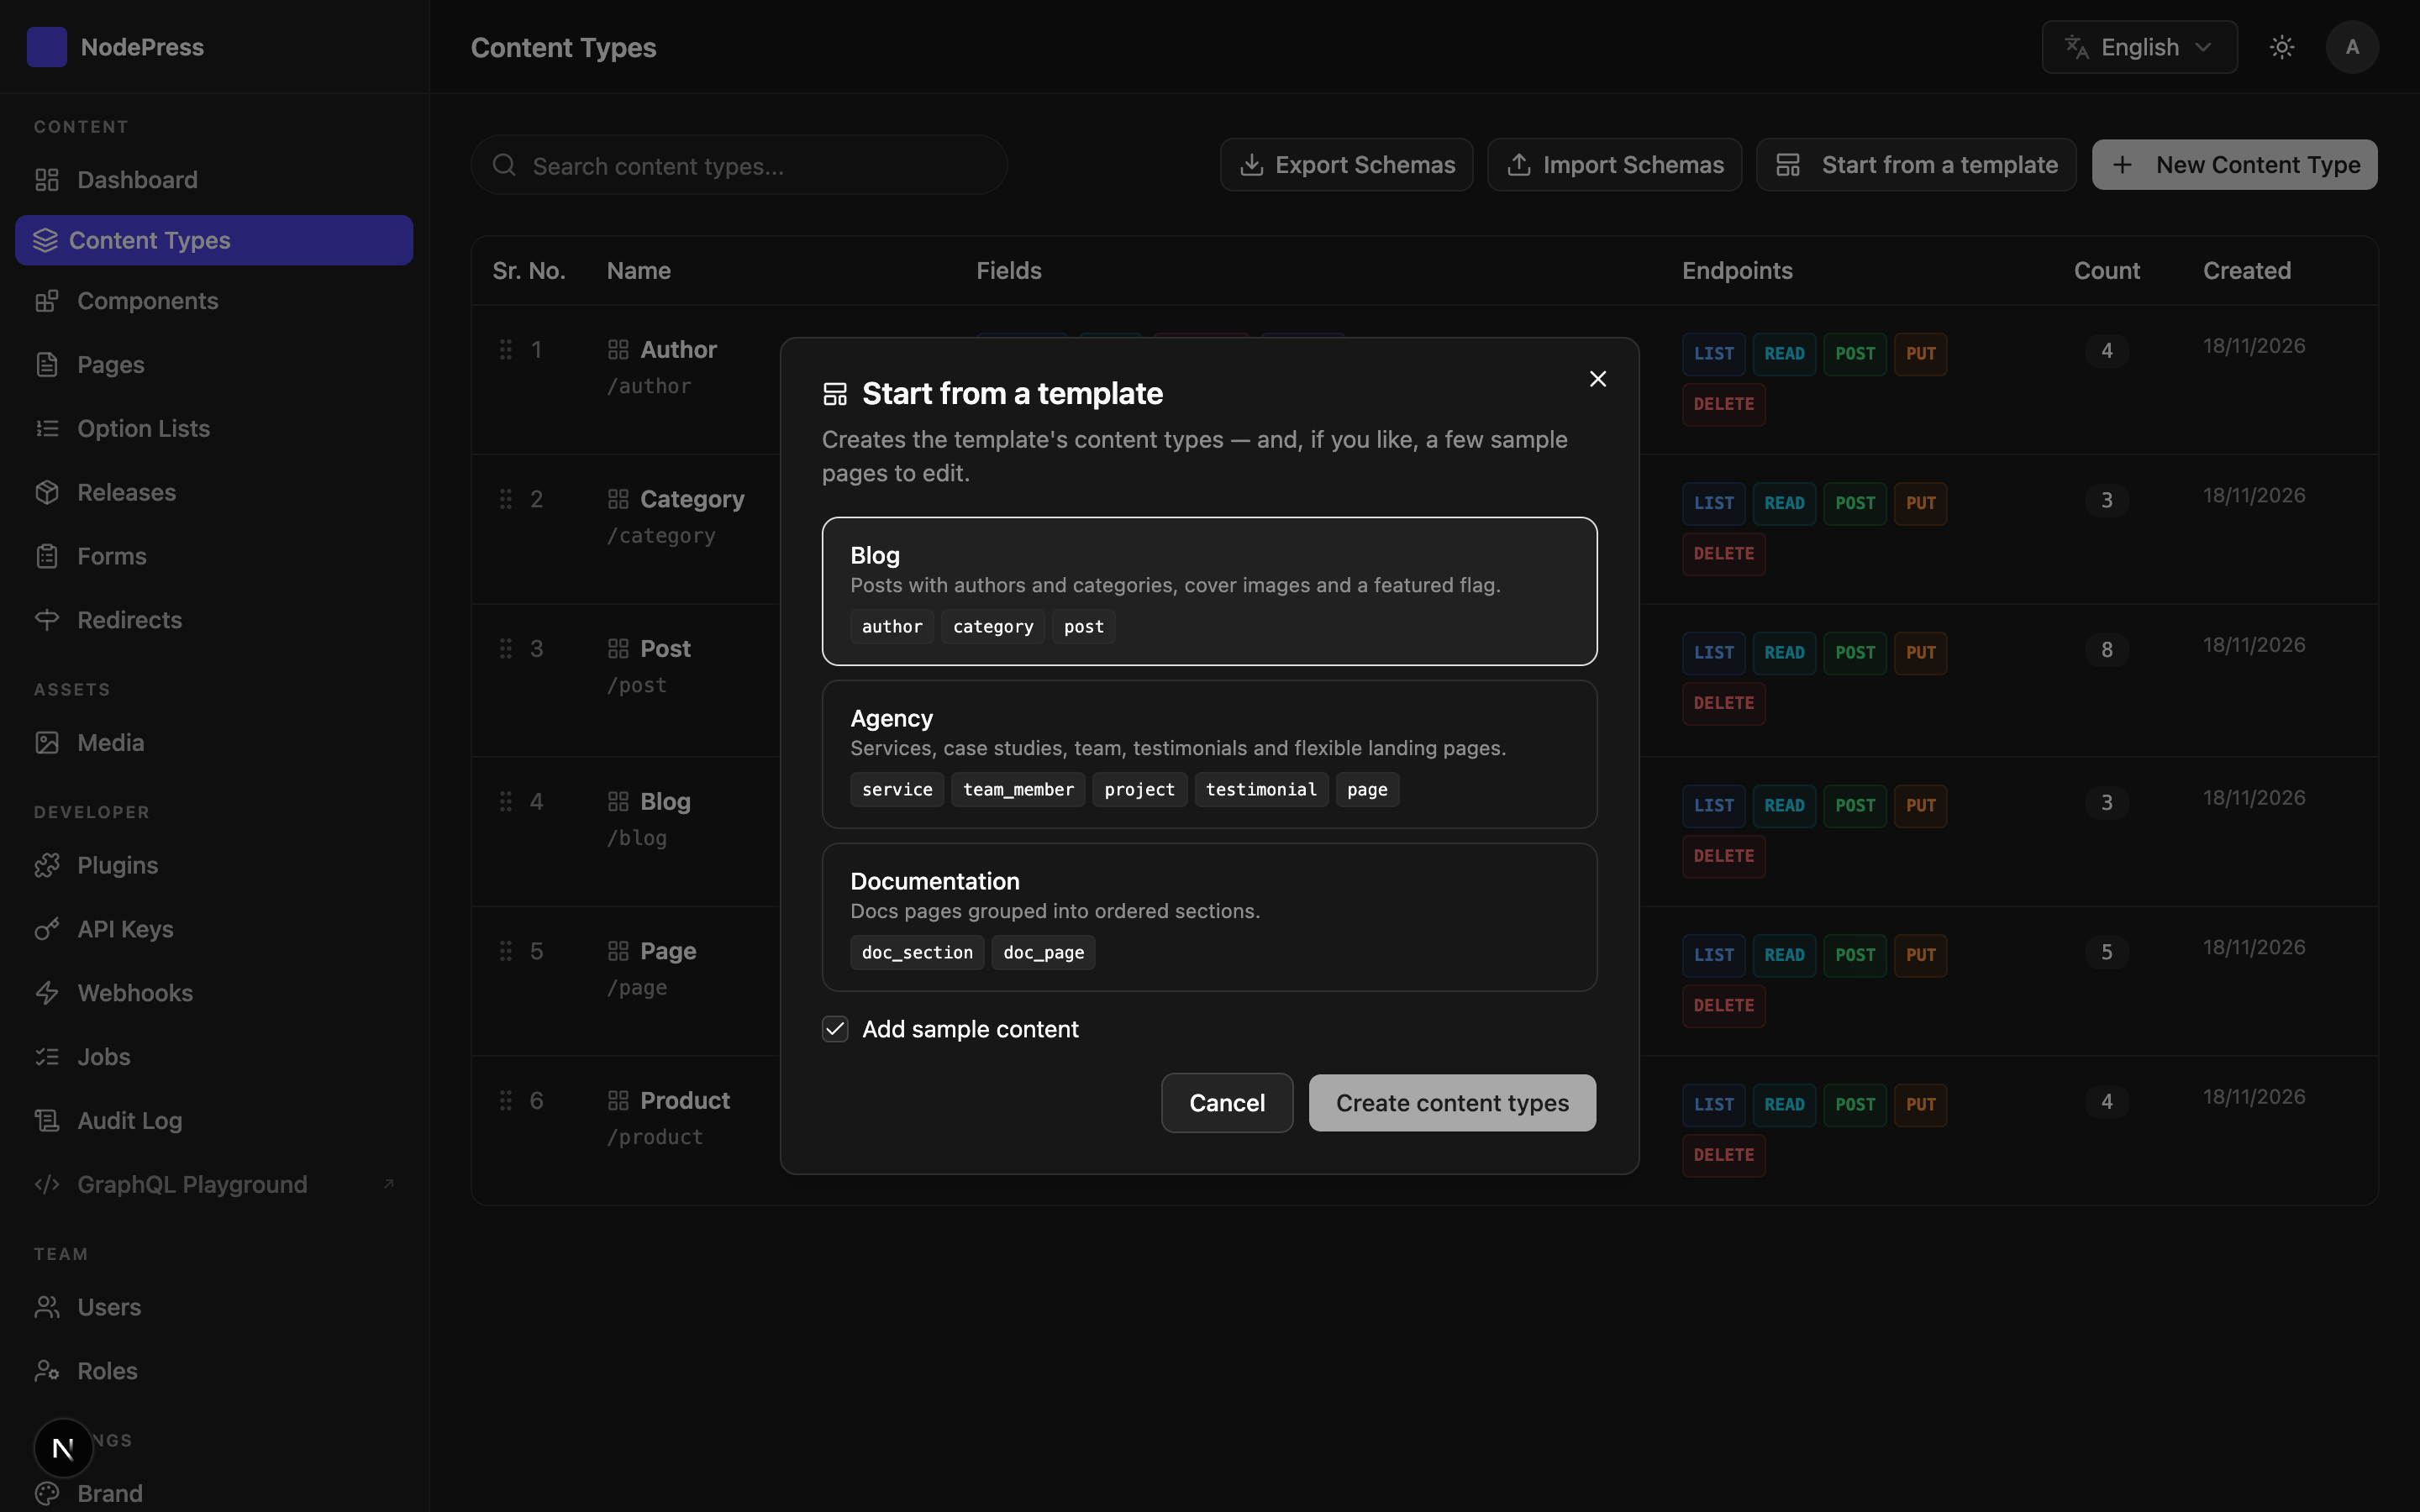 NodePress
Content Types
English
A
CONTENT
Dashboard
Content Types
Components
Pages
Option Lists
Releases
Forms
Redirects
ASSETS
Media
DEVELOPER
Plugins
API Keys
Webhooks
Jobs
Audit Log
GraphQL Playground
TEAM
Users
Roles
NGS
N
Brand
Search content types...
Export Schemas
Import Schemas
Start from a template
New Content Type
Sr. No. Name Fields Endpoints Count Created
1 Author LIST READ POST PUT 4 18/11/2026
/author DELETE
2 Category LIST READ POST PUT 3 18/11/2026
/category DELETE
3 Post LIST READ POST PUT 8 18/11/2026
/post DELETE
4 Blog LIST READ POST PUT 3 18/11/2026
/blog DELETE
5 Page LIST READ POST PUT 5 18/11/2026
/page DELETE
6 Product LIST READ POST PUT 4 18/11/2026
/product DELETE
Start from a template
Creates the template's content types — and, if you like, a few sample
pages to edit.
Blog
Posts with authors and categories, cover images and a featured flag.
author category post
Agency
Services, case studies, team, testimonials and flexible landing pages.
service team_member project testimonial page
Documentation
Docs pages grouped into ordered sections.
doc_section doc_page
Add sample content
Cancel
Create content types